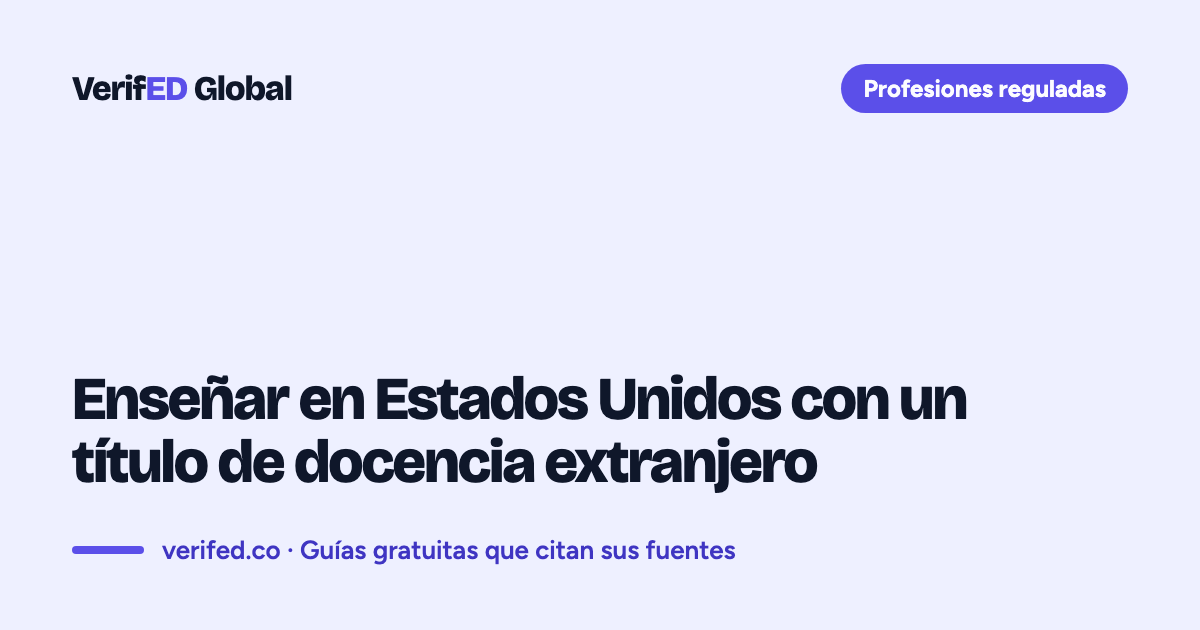 VerifED Global
Profesiones reguladas
Enseñar en Estados Unidos con un
título de docencia extranjero
verifed.co · Guías gratuitas que citan sus fuentes